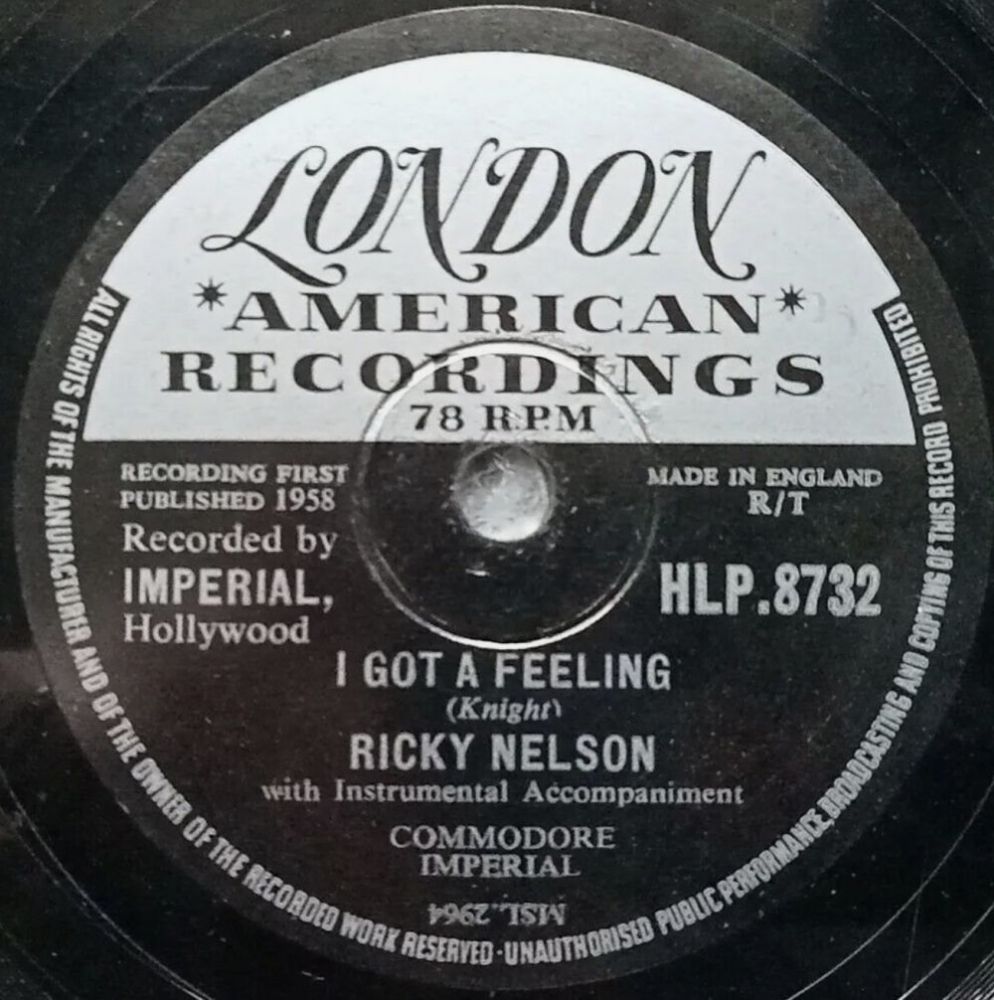 LONDON
*AMERICAN*
RECORDINGS
78 R.P.M
RECORDING FIRST
PUBLISHED 1958
Recorded by
IMPERIAL,
Hollywood
MADE IN ENGLAND
R/T
HLP.8732
I GOT A FEELING
(Knight)
RICKY NELSON
with Instrumental Accompaniment
COMMODORE
IMPERIAL
MSL..2964
ALL RIGHTS OF THE MANUFACTURER AND OF THE OWNER OF THE RECORDED WORK RESERVED·UNAUTHORISED PUBLIC PERFORMANCE, BROADCASTING AND COPYING OF THIS RECORD PROHIBITED